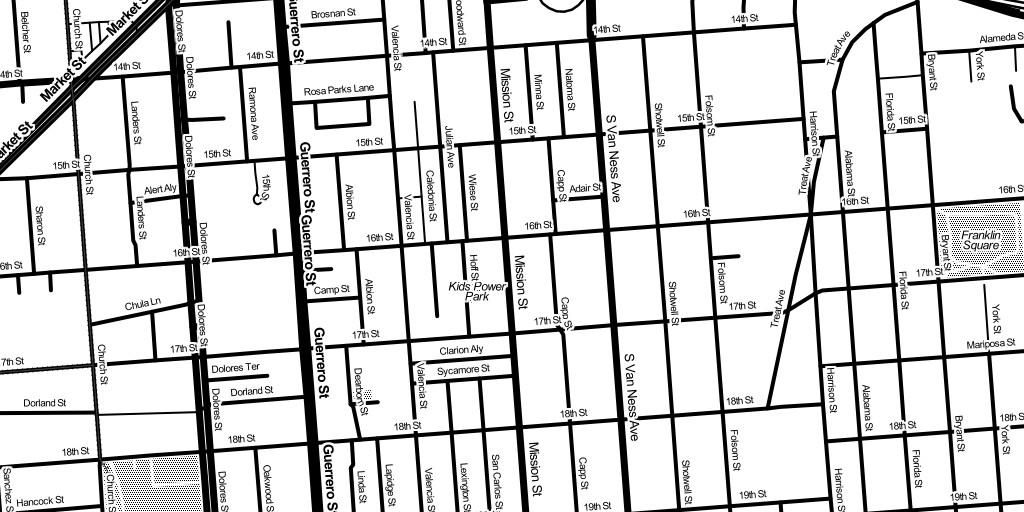 Belcher St
Church St
Market St
Dolores St
Guerrero St
Brosnan St
Valencia St
14th St
14th St
14th St
14th St
Treat Ave
Alameda St
Bryant St
York St
4th St
14th St
14th St
Market St
Ramona Ave
Rosa Parks Lane
Mission St
Minna St
Natoma St
S Van Ness Ave
Shotwell St
Folsom St
15th St
Harrison St
Florida St
15th St
arket St
Landers St
Dolores St
15th St
15th St
15th St
Julian Ave
15th St
Church St
Alert Aly
15th St
Guerrero St
Albion St
Valencia St
Caledonia St
Wiese St
Capp St
Adair St
Treat Ave
Alabama St
16th St
16th St
Sharon St
Landers St
Dolores St
16th St
Guerrero St
16th St
16th St
16th St
Franklin
Square
Bryant St
6th St
Camp St
Albion St
Hoff St
Kids Power
Park
Mission St
Shotwell St
Folsom St
17th St
Florida St
17th St
Chula Ln
Dolores St
17th St
Capp St
17th St
Treat Ave
York St
7th St
Church St
17th St
Guerrero St
Clarion Aly
Sycamore St
Valencia St
S Van Ness Ave
Mariposa St
Dolores Ter
Dorland St
Dearborn St
Harrison St
Alabama St
Dorland St
Dolores St
18th St
18th St
18th St
18th St
18th St
18th St
18th St
Folsom St
Bryant St
York St
Sanchez S
Hancock St
Church St
Dolores S
Oakwood S
Guerrero St
Linda St
Lapidge St
Valencia St
Lexington St
San Carlos St
Mission St
Capp St
19th St
Shotwell St
19th St
Harrison St
Florida St
19th St